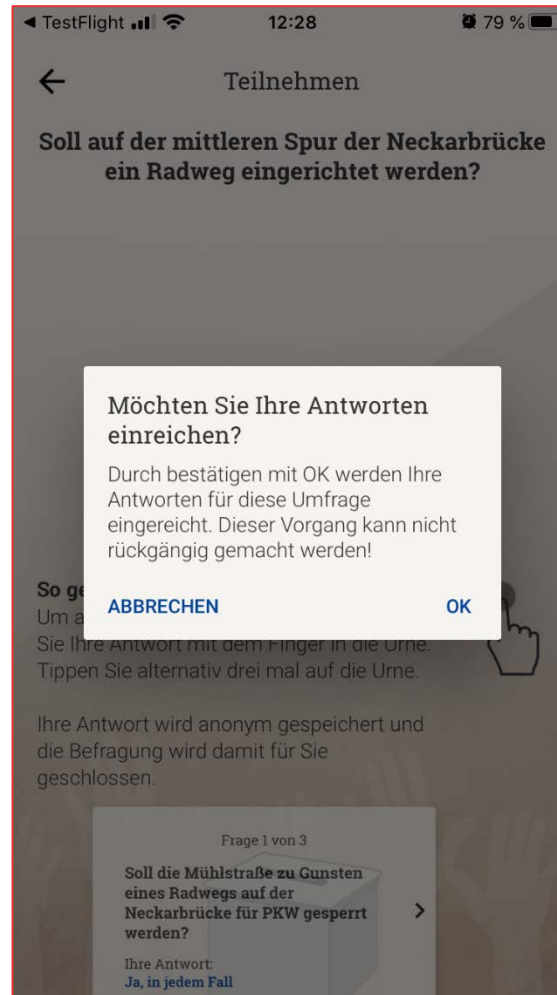 TestFlight 12:28 79 %
Teilnehmen
Soll auf der mittleren Spur der Neckarbrücke
ein Radweg eingerichtet werden?
Möchten Sie Ihre Antworten
einreichen?
Durch bestätigen mit OK werden Ihre
Antworten für diese Umfrage
eingereicht. Dieser Vorgang kann nicht
rückgängig gemacht werden!
ABBRECHEN OK
So
Um
Sie Ihre Antwort mit dem Finger in die Urne.
Tippen Sie alternativ drei mal auf die Urne.
Ihre Antwort wird anonym gespeichert und
die Befragung wird damit für Sie
geschlossen.
Frage 1 von 3
Soll die Mühlstraße zu Gunsten
eines Radwegs auf der
Neckarbrücke für PKW gesperrt
werden?
Ihre Antwort:
Ja, in jedem Fall